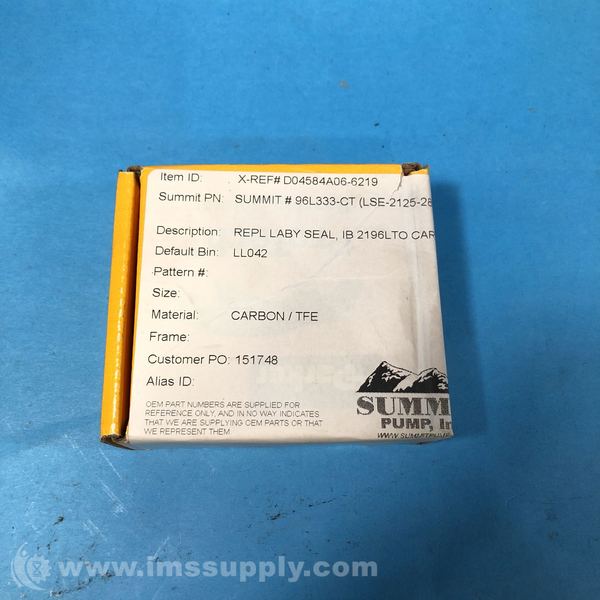 Item ID: X-REF# D04584A06-6219
Summit PN: SUMMIT # 96L333-CT (LSE-2125-28
Description: REPL LABY SEAL, IB 2196LTO CAR
Default Bin: LL042
Pattern #:
Size:
Material: CARBON / TFE
Frame:
Customer PO: 151748
Alias ID:
OEM PART NUMBERS ARE SUPPLIED FOR
REFERENCE ONLY, AND IN NO WAY INDICATES
THAT WE ARE SUPPLYING OEM PARTS OR THAT
WE REPRESENT THEM
SUMM
PUMP, In
WWW.SUMMITPUMP
www.imssupply.com